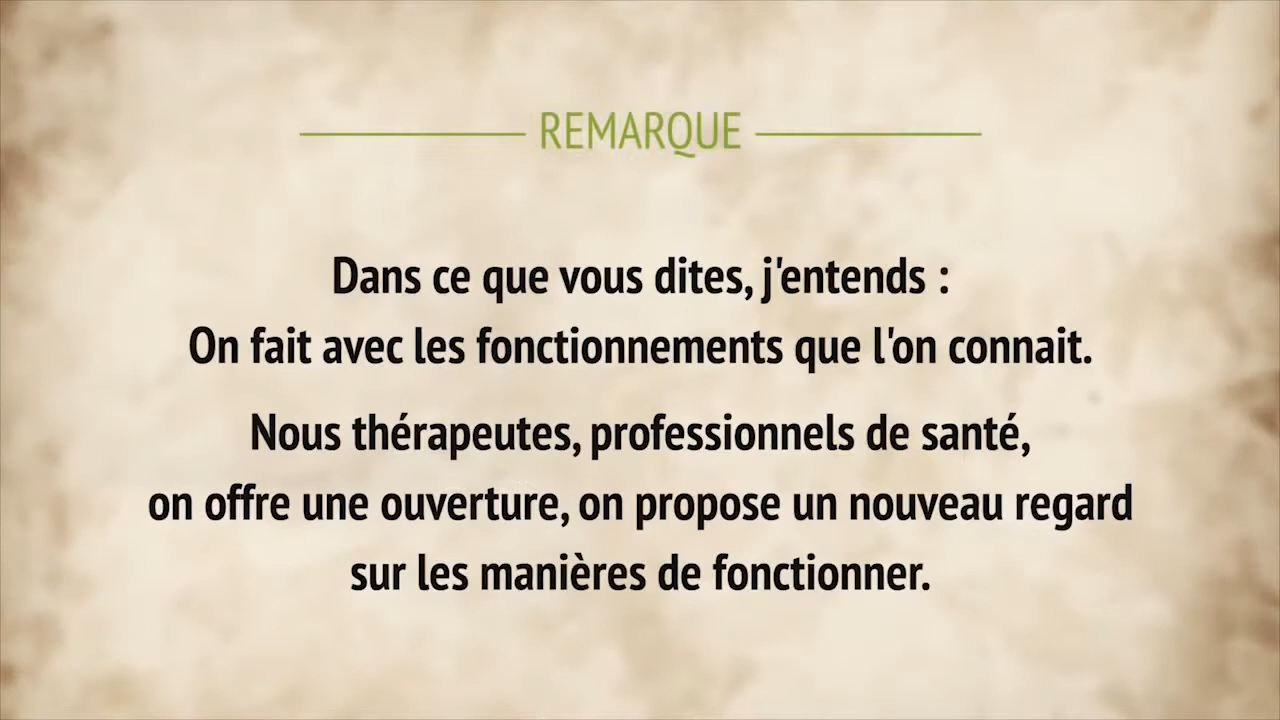 REMARQUE
Dans ce que vous dites, j'entends :
On fait avec les fonctionnements que l'on connait.
Nous thérapeutes, professionnels de santé,
on offre une ouverture, on propose un nouveau regard
sur les manières de fonctionner.